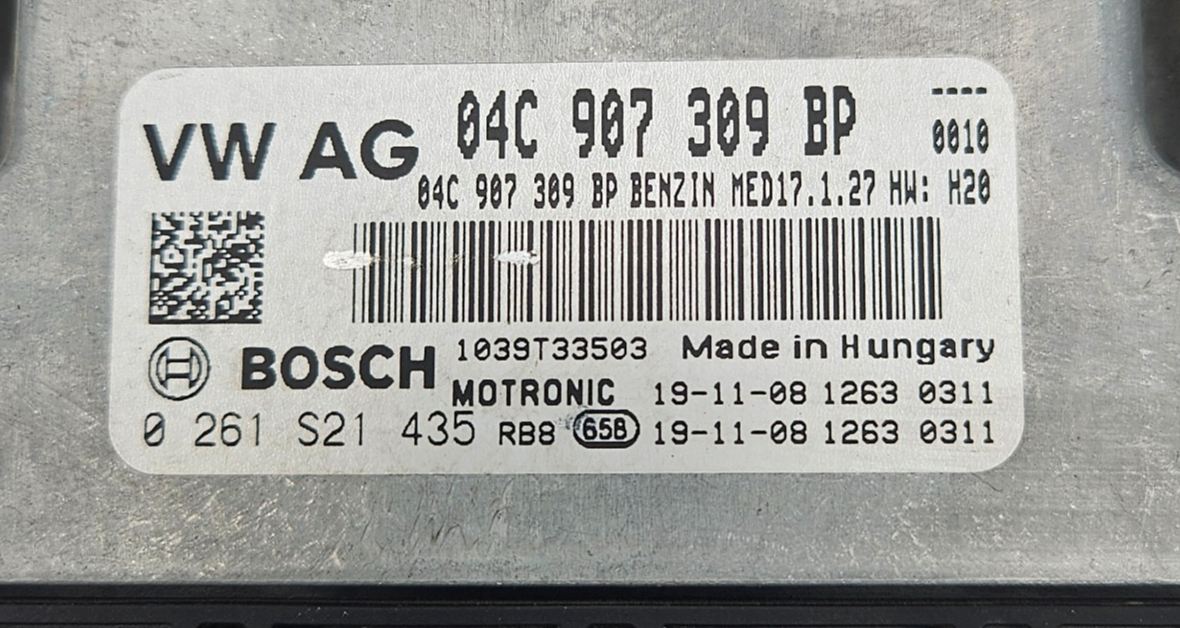 VW AG 04C 907 309 BP ----
0010
04C 907 309 BP BENZIN MED17.1.27 HW: H20
BOSCH 1039T33503 Made in Hungary
MOTRONIC 19-11-08 1263 0311
0 261 S21 435 RB8 65B 19-11-08 1263 0311